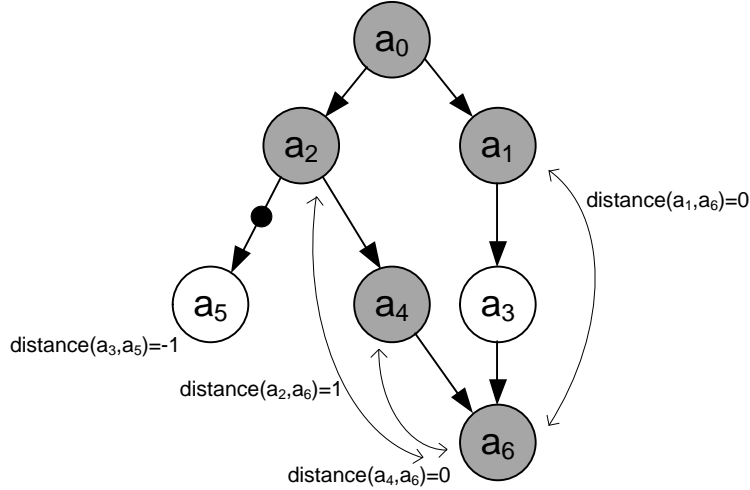 a0
a2
a1
distance(a1,a6)=0
a5
a4
a3
distance(a3,a5)=-1
distance(a2,a6)=1
a6
distance(a4,a6)=0